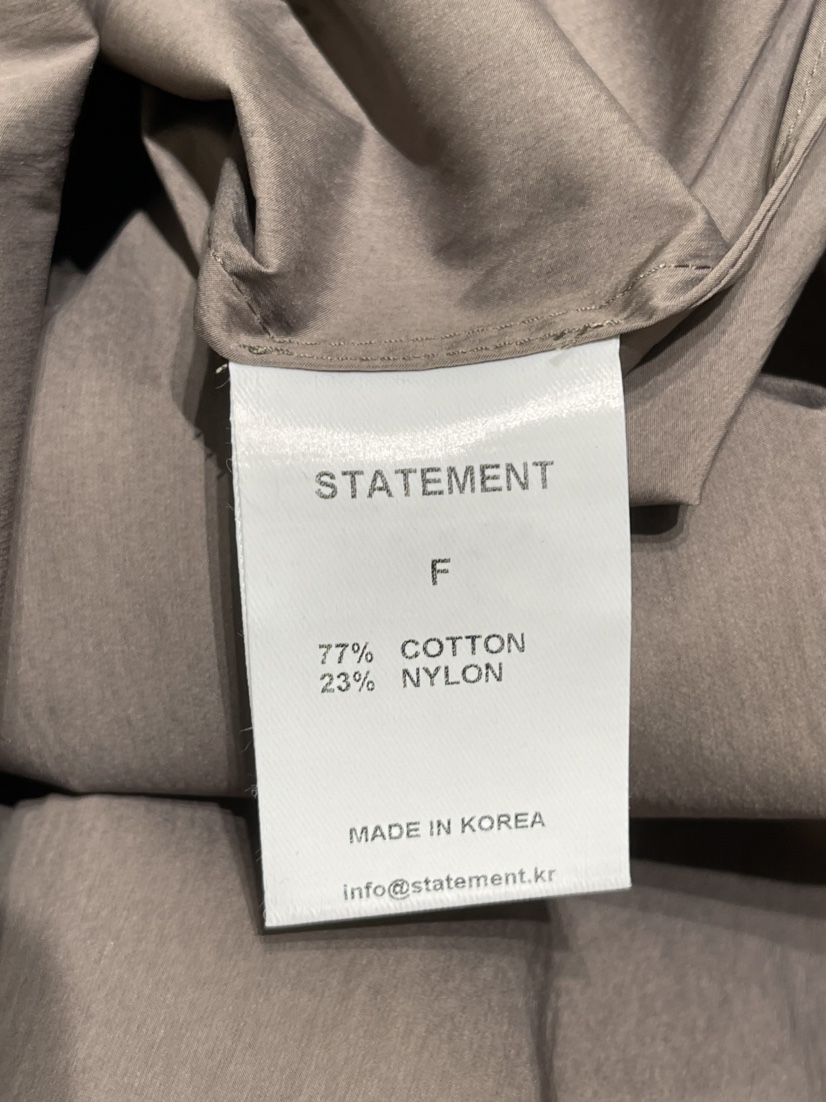 STATEMENT
F
77% COTTON
23% NYLON
MADE IN KOREA
info@statement.kr